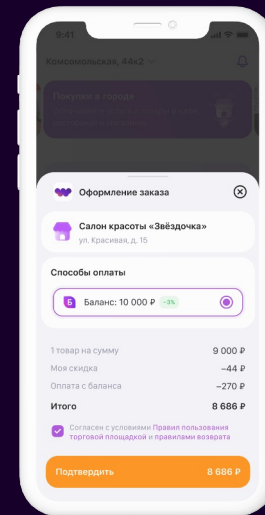 9:41
Комсомольская, 44к2
Покупки в городе
Оформление заказа
Салон красоты «Звёздочка»
ул. Красивая, д. 15
Способы оплаты
Б Баланс: 10 000 ₽ -3%
1 товар на сумму 9 000 ₽
Моя скидка –44 ₽
Оплата с баланса –270 ₽
Итого 8 686 ₽
Согласен с условиями Правил пользования
торговой площадкой и правилами возврата
Подтвердить 8 686 ₽